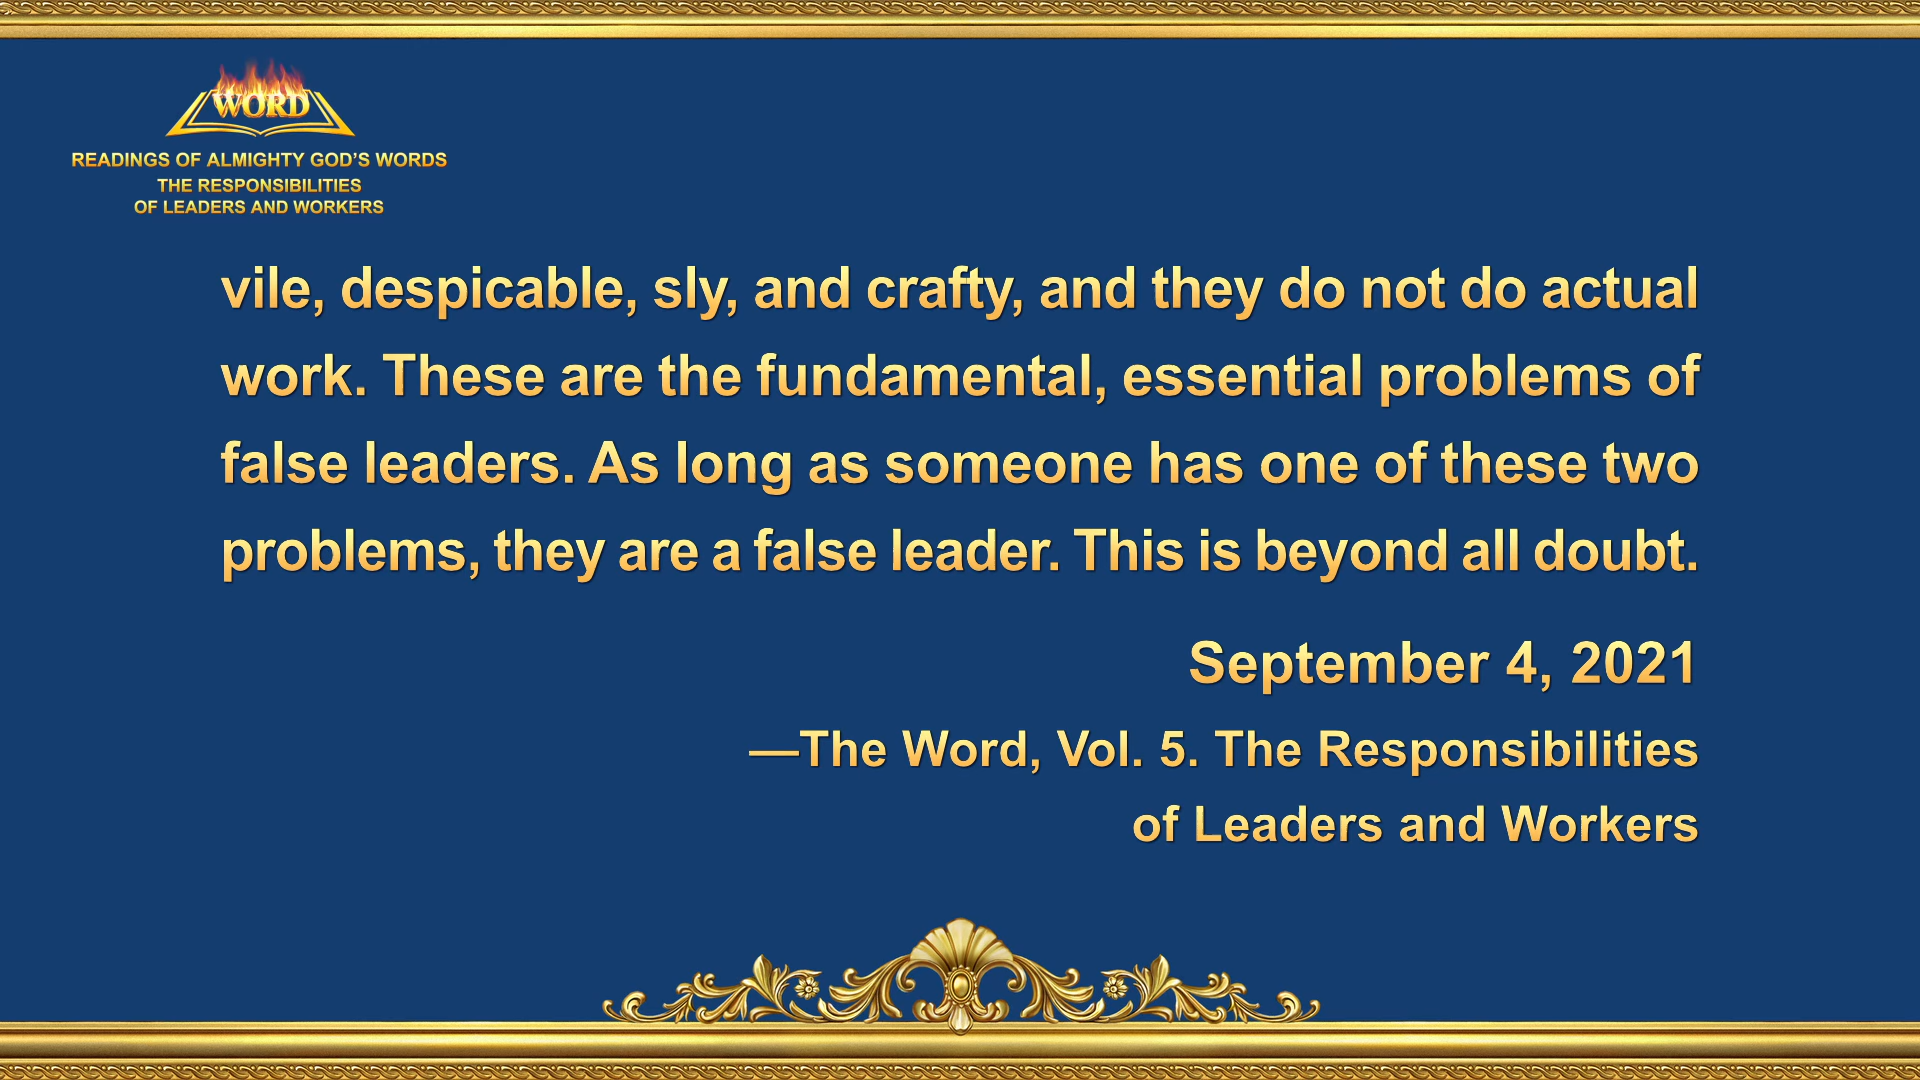 WORD
READINGS OF ALMIGHTY GOD'S WORDS
THE RESPONSIBILITIES
OF LEADERS AND WORKERS
vile, despicable, sly, and crafty, and they do not do actual
work. These are the fundamental, essential problems of
false leaders. As long as someone has one of these two
problems, they are a false leader. This is beyond all doubt.
September 4, 2021
—The Word, Vol. 5. The Responsibilities
of Leaders and Workers